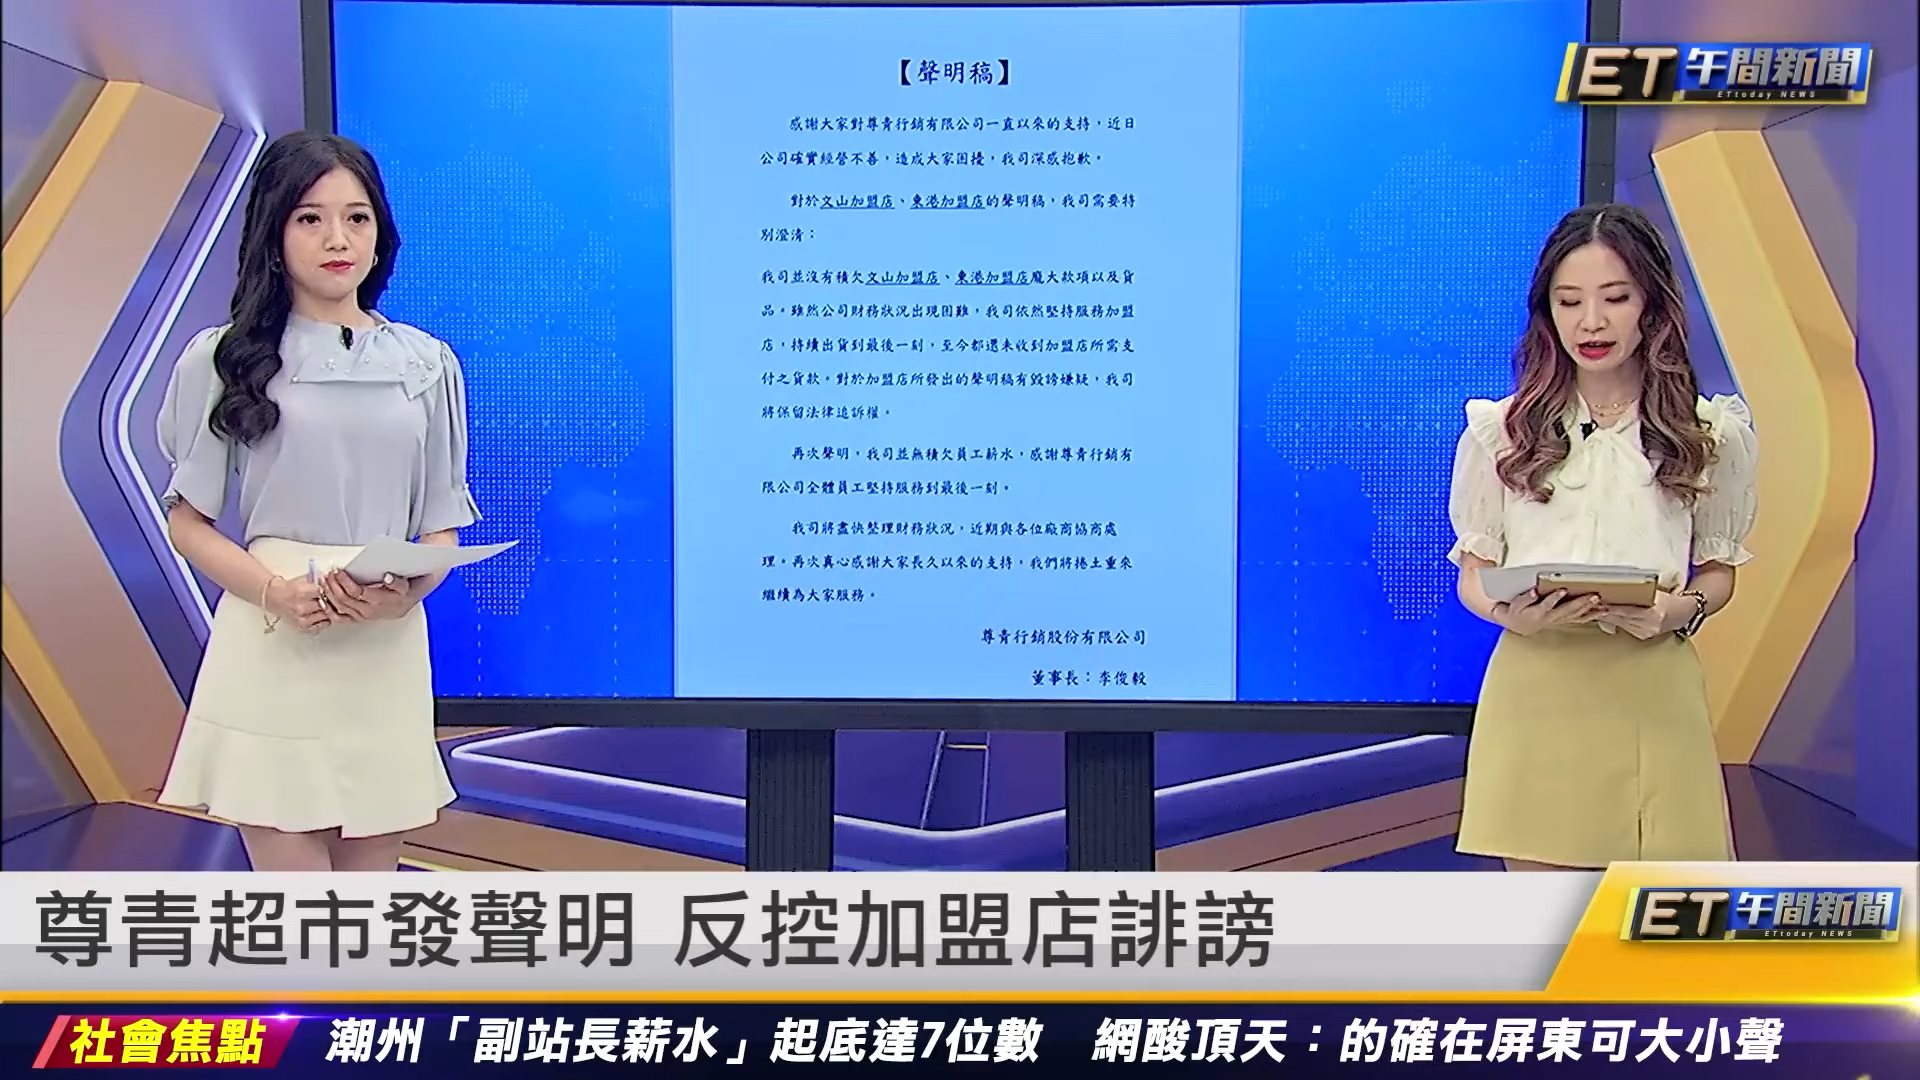 【聲明稿】
感謝大家對尊青行銷有限公司一直以來的支持，近日
公司確實經營不善，造成大家困擾，我司深感抱歉。
對於文山加盟店、東港加盟店的聲明稿，我司需要特
別澄清：
我司並沒有積欠文山加盟店、東港加盟店龐大款項以及貨
品。雖然公司財務狀況出現困難，我司依然堅持服務加盟
店，持續出貨到最後一刻，至今都還未收到加盟店所需支
付之貨款。對於加盟店所發出的聲明稿有毀謗嫌疑，我司
將保留法律追訴權。
再次聲明，我司並無積欠員工薪水，感謝尊青行銷有
限公司全體員工堅持服務到最後一刻。
我司將盡快整理財務狀況，近期與各位廠商協商處
理。再次真心感謝大家長久以來的支持，我們將捲土重來
繼續為大家服務。
尊青行銷股份有限公司
董事長：李俊毅
ET午間新聞
ETtoday NEWS
尊青超市發聲明 反控加盟店誹謗
ET午間新聞
ETtoday NEWS
社會焦點 潮州「副站長薪水」起底達7位數 網酸頂天：的確在屏東可大小聲